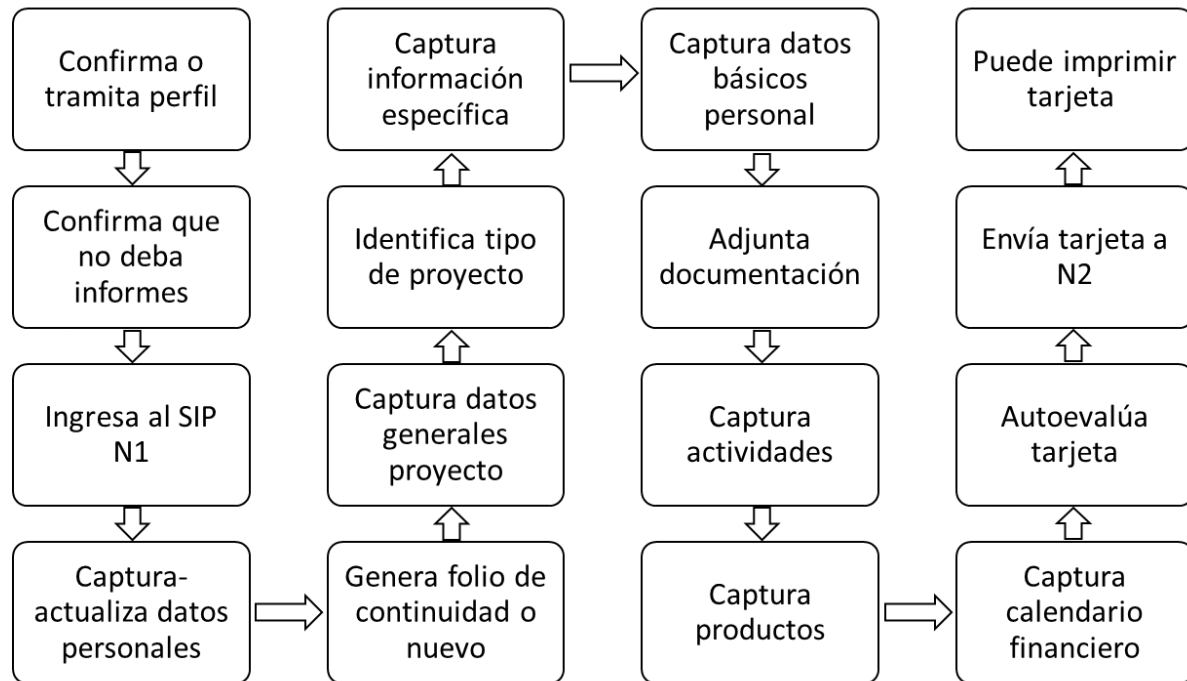 Confirma o
tramita perfil
Confirma que
no deba
informes
Ingresa al SIP
N1
Captura-
actualiza datos
personales
Genera folio de
continuidad o
nuevo
Captura datos
generales
proyecto
Identifica tipo
de proyecto
Captura
información
específica
Captura datos
básicos
personal
Adjunta
documentación
Captura
actividades
Captura
productos
Captura
calendario
financiero
Autoevalúa
tarjeta
Envía tarjeta a
N2
Puede imprimir
tarjeta